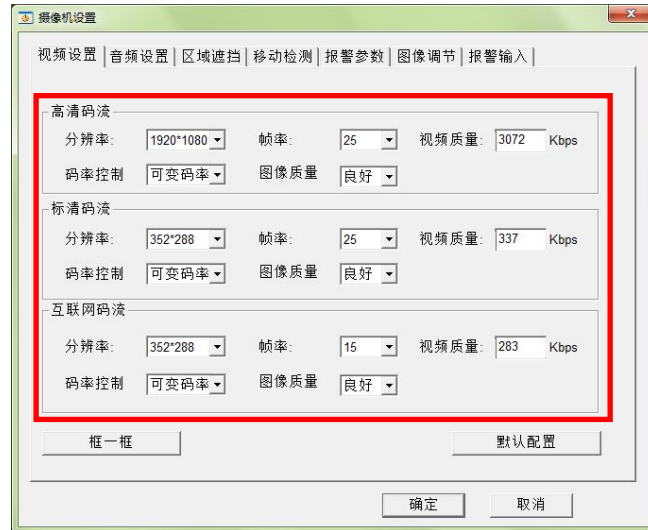 摄像机设置
视频设置 音频设置 区域遮挡 移动检测 报警参数 图像调节 报警输入
高清码流
分辨率: 1920*1080 帧率: 25 视频质量: 3072 Kbps
码率控制 可变码率 图像质量 良好
标清码流
分辨率: 352*288 帧率: 25 视频质量: 337 Kbps
码率控制 可变码率 图像质量 良好
互联网码流
分辨率: 352*288 帧率: 15 视频质量: 283 Kbps
码率控制 可变码率 图像质量 良好
框一框 默认配置
确定 取消